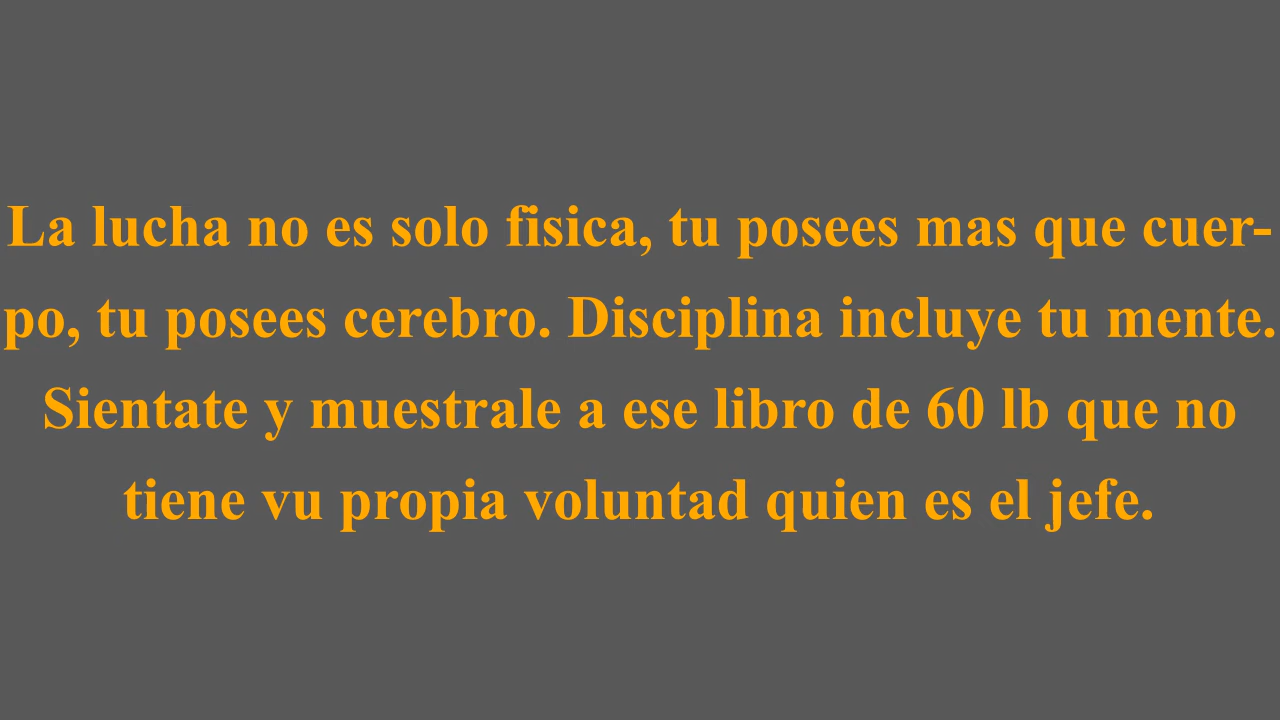 La lucha no es solo fisica, tu posees mas que cuer-
po, tu posees cerebro. Disciplina incluye tu mente.
Sientate y muestrale a ese libro de 60 lb que no
tiene vu propia voluntad quien es el jefe.